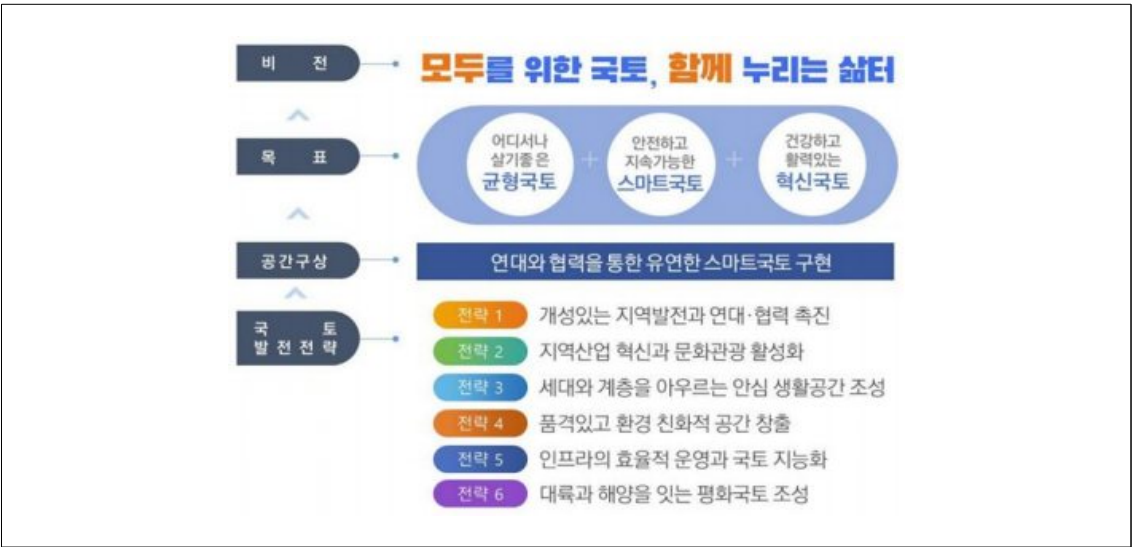 비 전
모두를 위한 국토, 함께 누리는 삶터
목 표
어디서나
살기좋은
균형국토
+
안전하고
지속가능한
스마트국토
+
건강하고
활력있는
혁신국토
공간구상
연대와 협력을 통한 유연한 스마트국토 구현
국 토
발전전략
전략 1 개성있는 지역발전과 연대·협력 촉진
전략 2 지역산업 혁신과 문화관광 활성화
전략 3 세대와 계층을 아우르는 안심 생활공간 조성
전략 4 품격있고 환경 친화적 공간 창출
전략 5 인프라의 효율적 운영과 국토 지능화
전략 6 대륙과 해양을 잇는 평화국토 조성